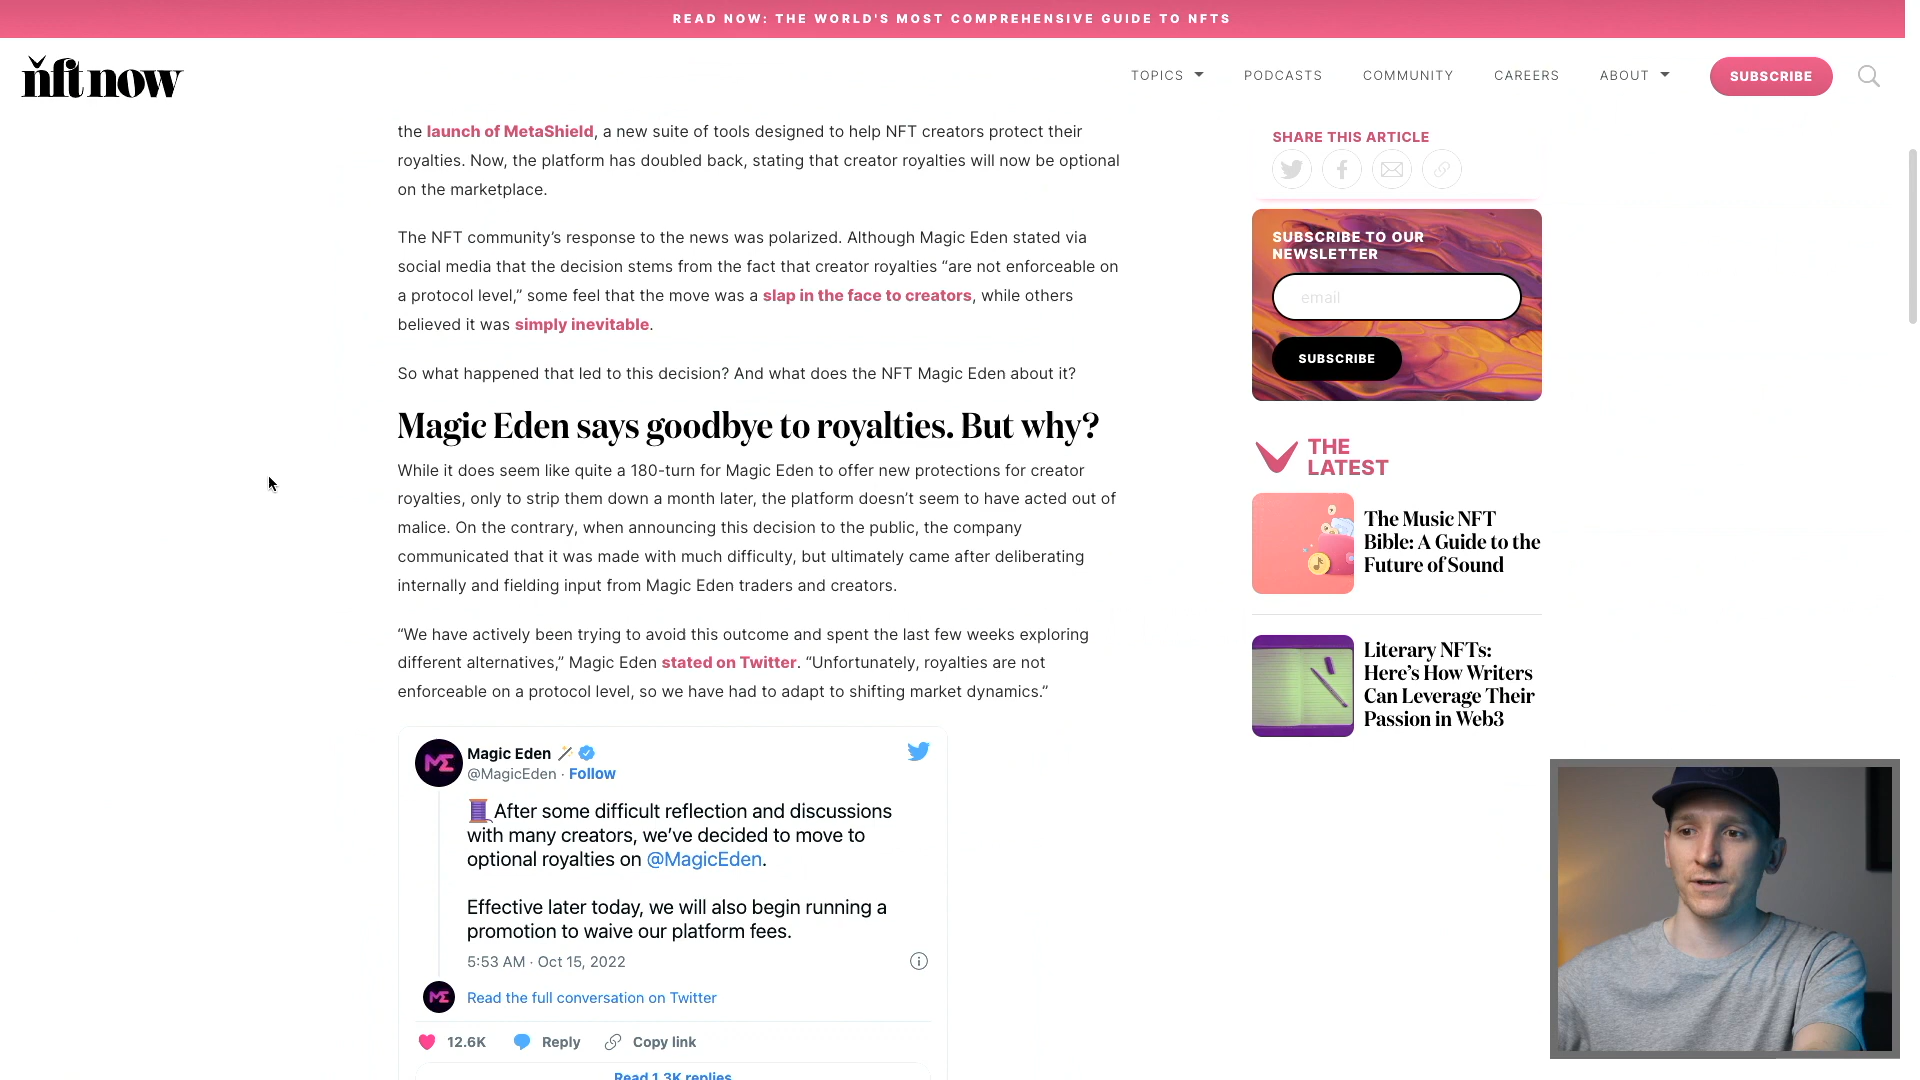 READ NOW: THE WORLD'S MOST COMPREHENSIVE GUIDE TO NFTS
nft now
TOPICS
PODCASTS
COMMUNITY
CAREERS
ABOUT
SUBSCRIBE
the launch of MetaShield, a new suite of tools designed to help NFT creators protect their
royalties. Now, the platform has doubled back, stating that creator royalties will now be optional
on the marketplace.
The NFT community’s response to the news was polarized. Although Magic Eden stated via
social media that the decision stems from the fact that creator royalties “are not enforceable on
a protocol level,” some feel that the move was a slap in the face to creators, while others
believed it was simply inevitable.
So what happened that led to this decision? And what does the NFT Magic Eden about it?
Magic Eden says goodbye to royalties. But why?
While it does seem like quite a 180-turn for Magic Eden to offer new protections for creator
royalties, only to strip them down a month later, the platform doesn’t seem to have acted out of
malice. On the contrary, when announcing this decision to the public, the company
communicated that it was made with much difficulty, but ultimately came after deliberating
internally and fielding input from Magic Eden traders and creators.
“We have actively been trying to avoid this outcome and spent the last few weeks exploring
different alternatives,” Magic Eden stated on Twitter. “Unfortunately, royalties are not
enforceable on a protocol level, so we have had to adapt to shifting market dynamics.”
ME
Magic Eden
@MagicEden · Follow
After some difficult reflection and discussions
with many creators, we’ve decided to move to
optional royalties on @MagicEden.
Effective later today, we will also begin running a
promotion to waive our platform fees.
5:53 AM · Oct 15, 2022
ME
Read the full conversation on Twitter
12.6K
Reply
Copy link
Read 1.3K replies
SHARE THIS ARTICLE
SUBSCRIBE TO OUR
NEWSLETTER
email
SUBSCRIBE
THE
LATEST
The Music NFT
Bible: A Guide to the
Future of Sound
Literary NFTs:
Here’s How Writers
Can Leverage Their
Passion in Web3